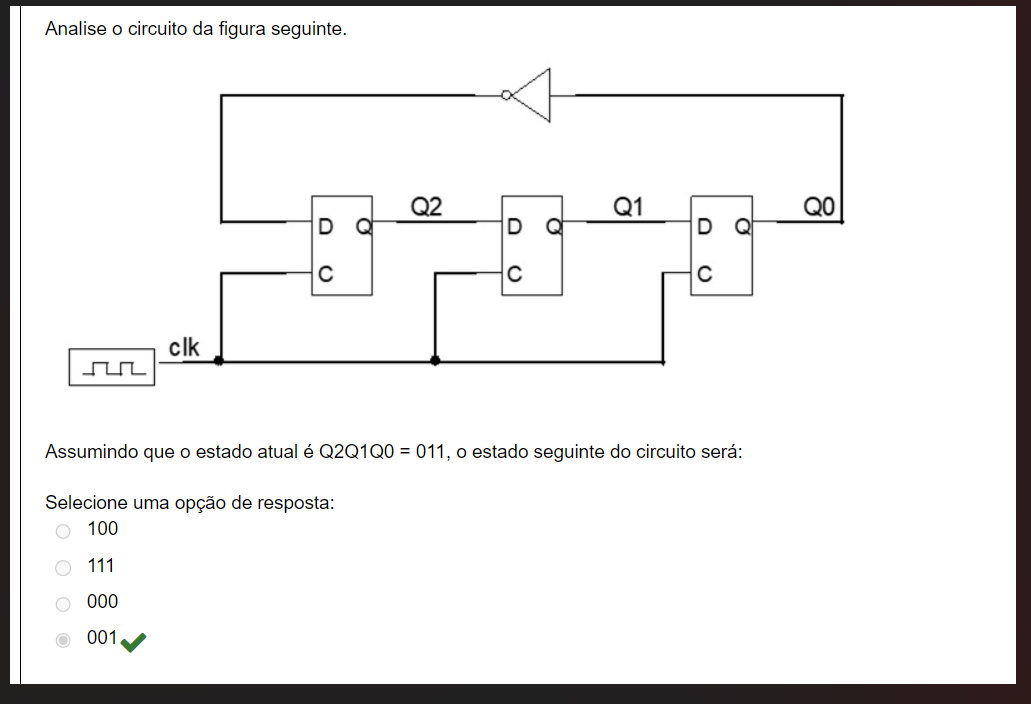 Analise o circuito da figura seguinte.
Q2 Q1 Q0
D Q D Q D Q
C C C
clk
Assumindo que o estado atual é Q2Q1Q0 = 011, o estado seguinte do circuito será:
Selecione uma opção de resposta:
100
111
000
001